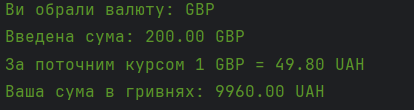 Ви обрали валюту: GBP
Введена сума: 200.00 GBP
За поточним курсом 1 GBP = 49.80 UAH
Ваша сума в гривнях: 9960.00 UAH